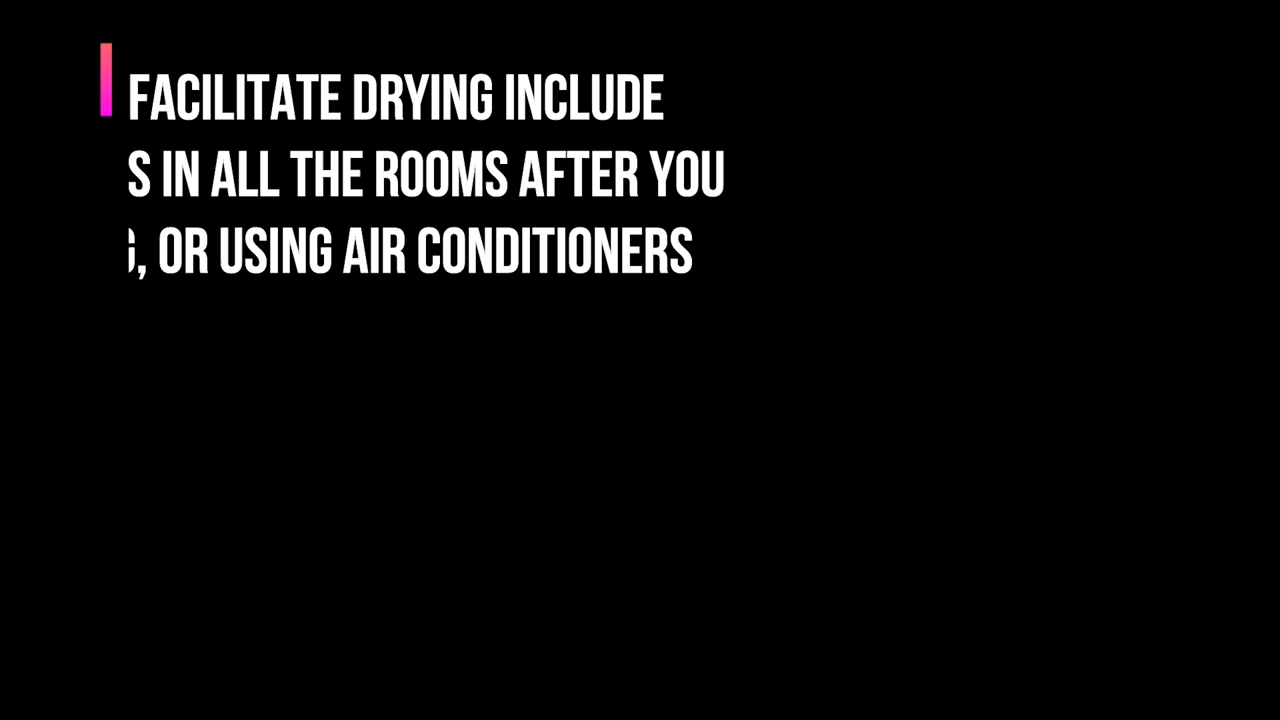 FACILITATE DRYING INCLUDE
S IN ALL THE ROOMS AFTER YOU
, OR USING AIR CONDITIONERS